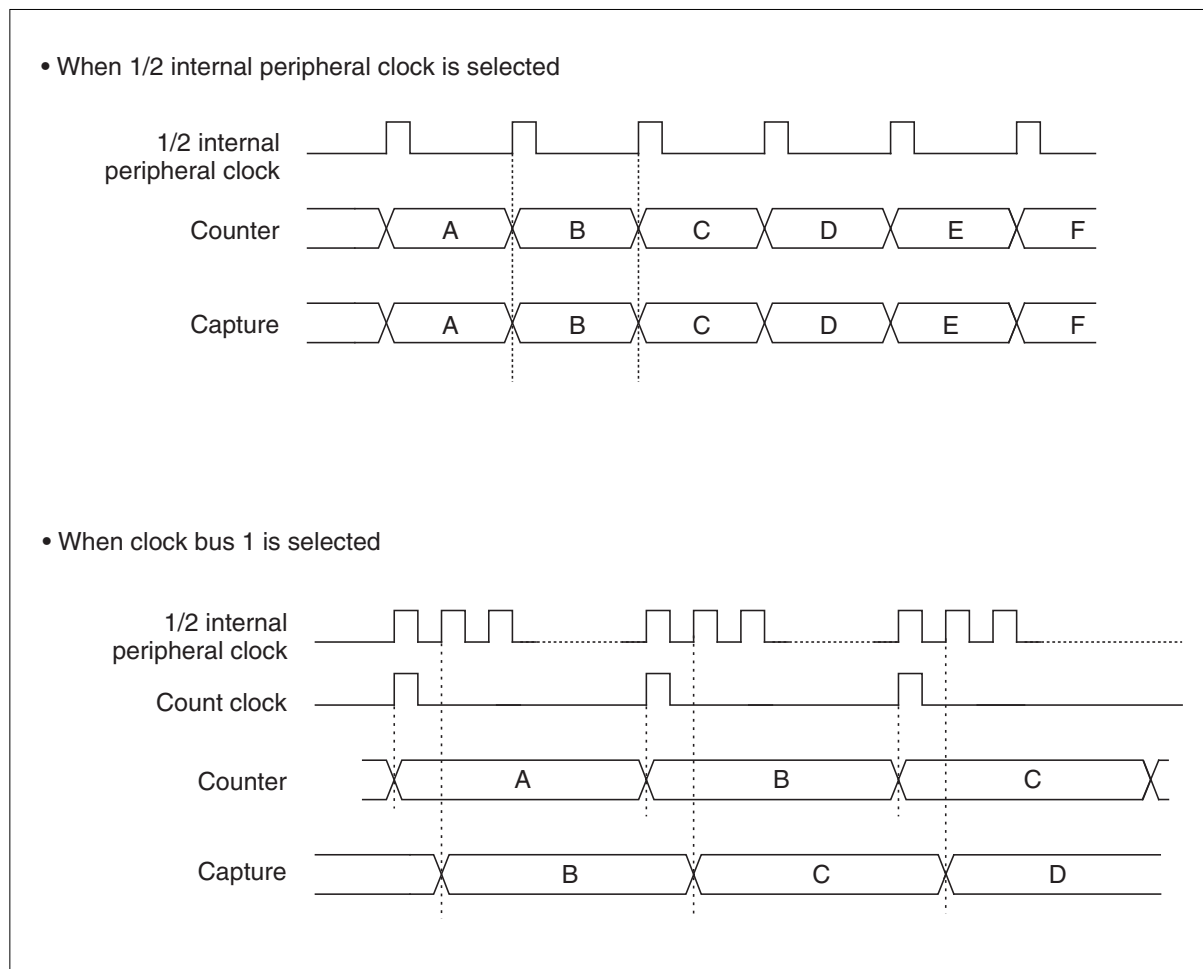 • When 1/2 internal peripheral clock is selected
1/2 internal
peripheral clock
Counter A B C D E F
Capture A B C D E F
• When clock bus 1 is selected
1/2 internal
peripheral clock
Count clock
Counter A B C
Capture B C D